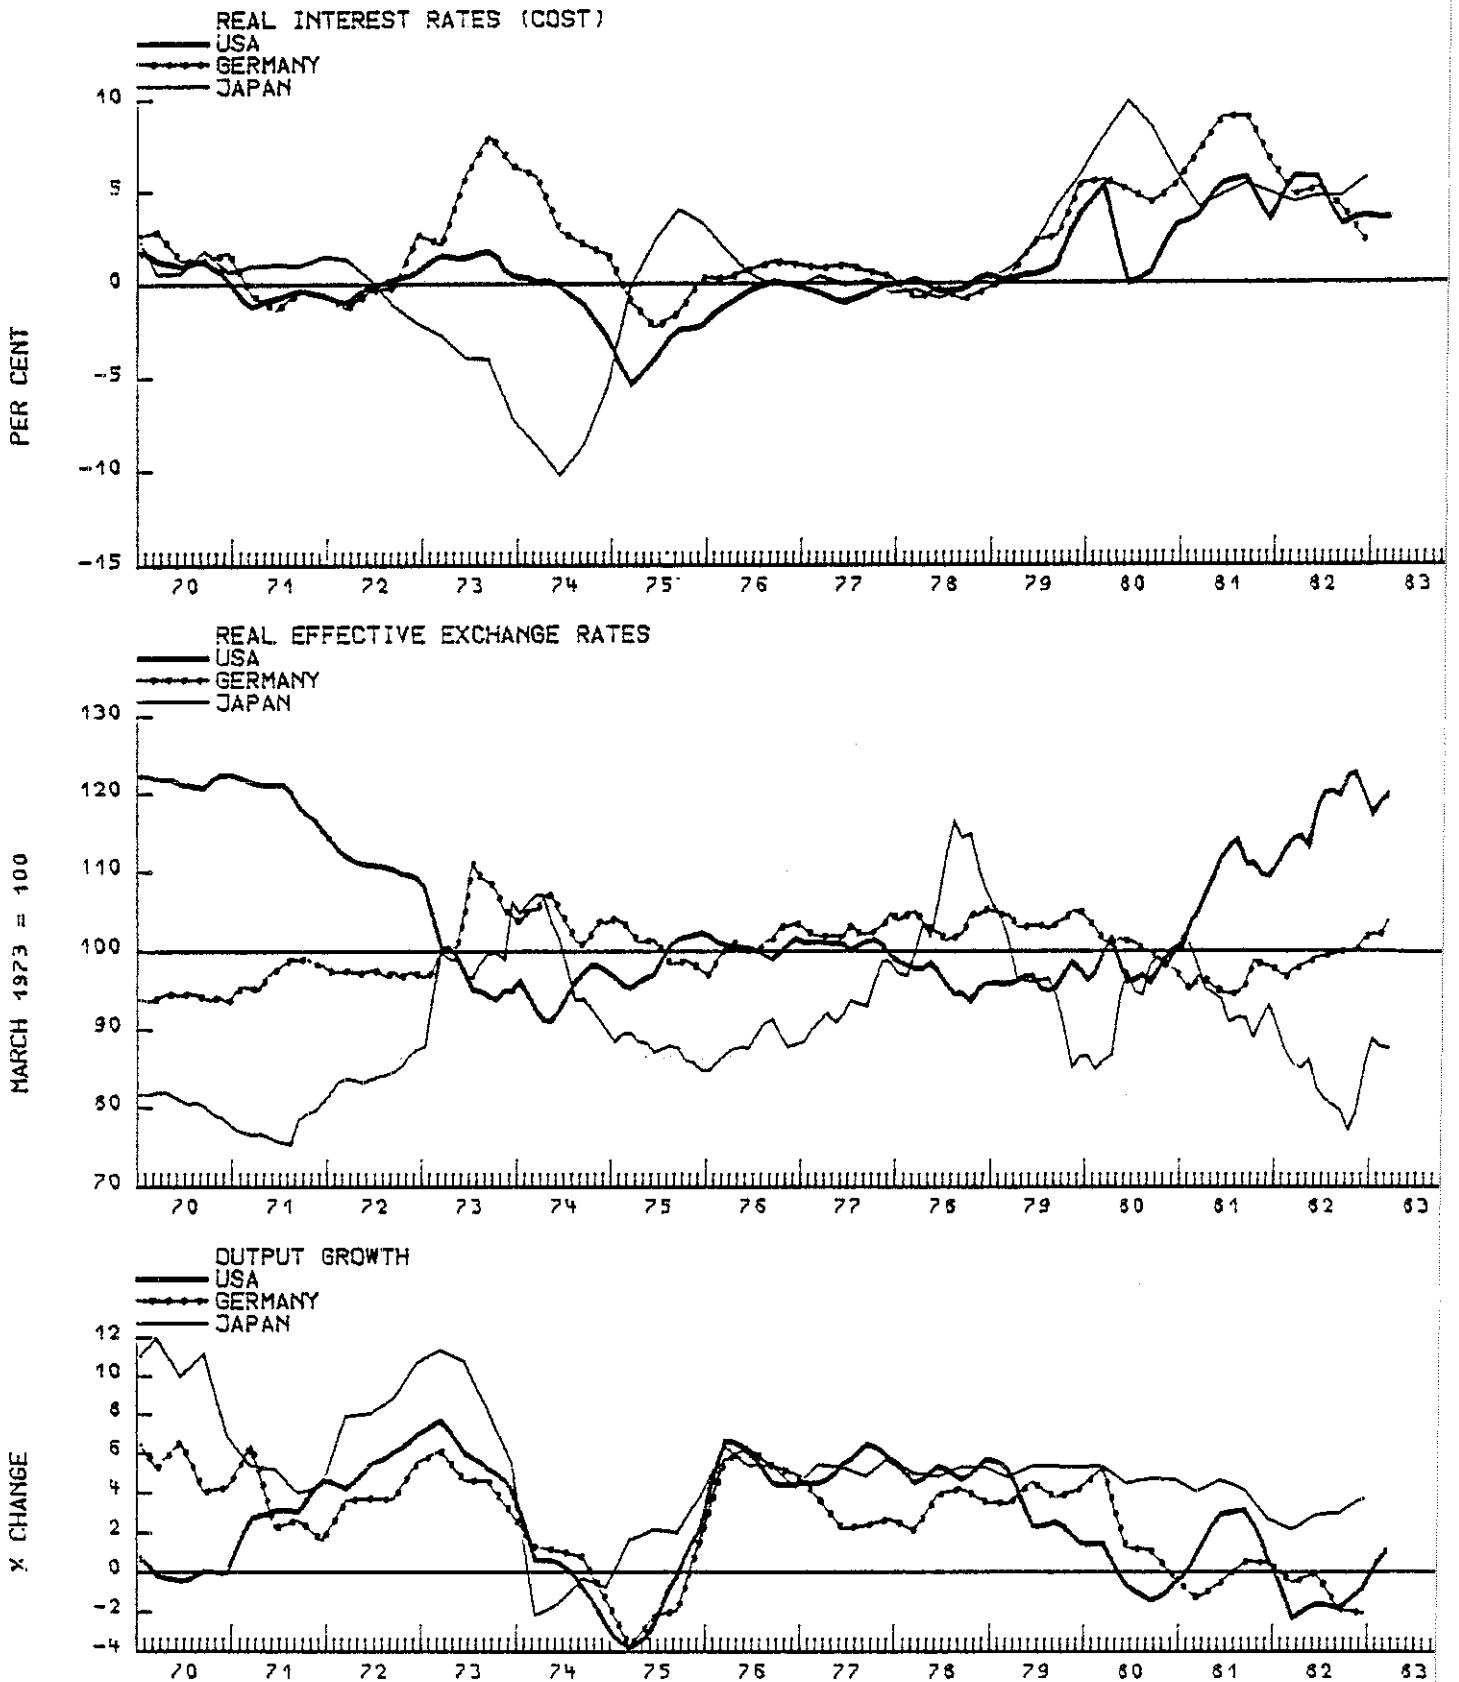 REAL INTEREST RATES (COST)
USA
GERMANY
JAPAN
10
5
0
-5
-10
-15
PER CENT
70 71 72 73 74 75 76 77 78 79 80 81 82 83
REAL EFFECTIVE EXCHANGE RATES
USA
GERMANY
JAPAN
130
120
110
100
90
80
70
MARCH 1973 = 100
70 71 72 73 74 75 76 77 78 79 80 81 82 83
OUTPUT GROWTH
USA
GERMANY
JAPAN
12
10
8
6
4
2
0
-2
-4
% CHANGE
70 71 72 73 74 75 76 77 78 79 80 81 82 83